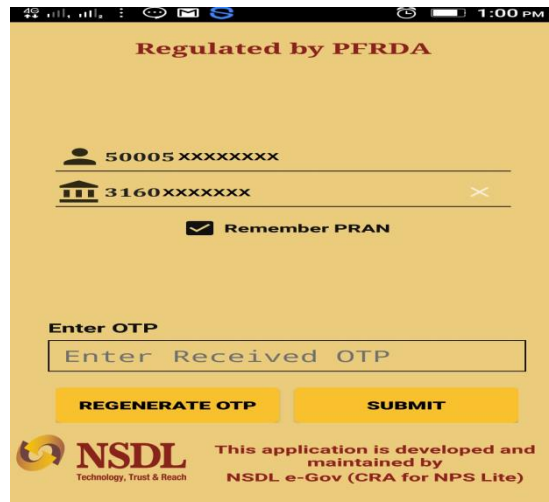 4G 1:00 PM
Regulated by PFRDA
50005xxxxxxxx
3160xxxxxxx
Remember PRAN
Enter OTP
Enter Received OTP
REGENERATE OTP SUBMIT
NSDL
Technology, Trust & Reach
This application is developed and
maintained by
NSDL e-Gov (CRA for NPS Lite)